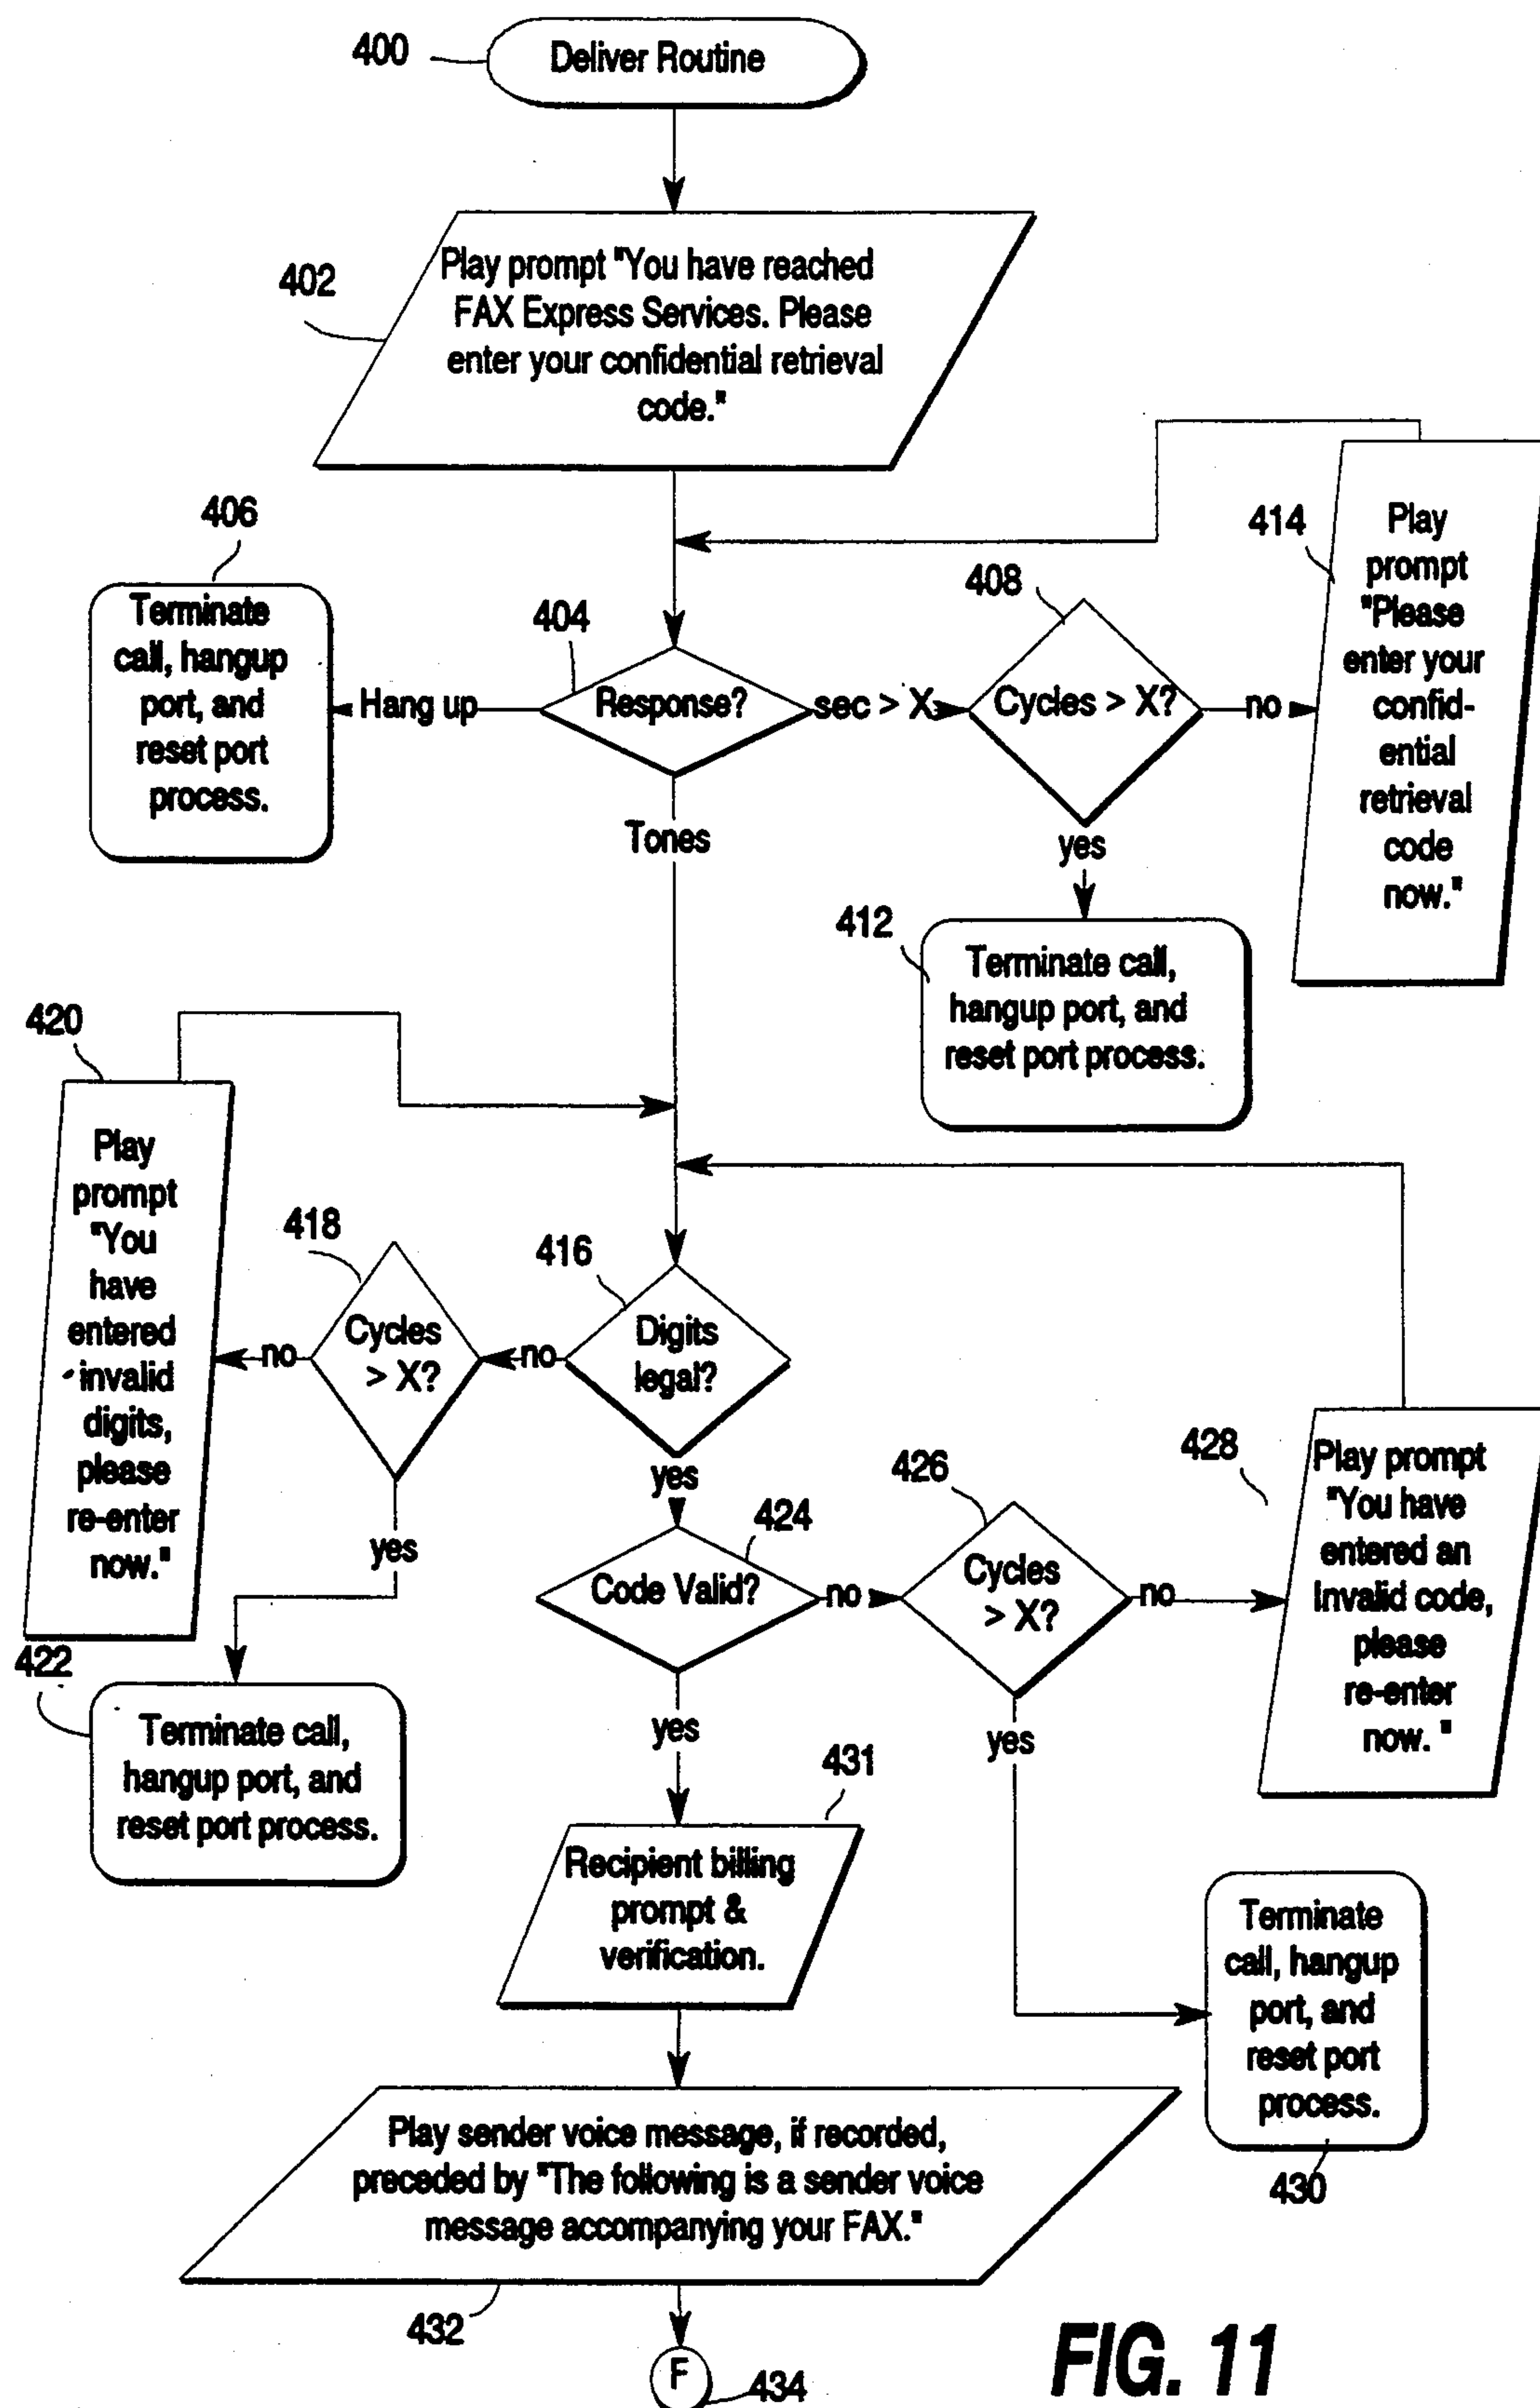 400
Deliver Routine
402
Play prompt "You have reached
FAX Express Services. Please
enter your confidential retrieval
code."
406
Terminate
call, hangup
port, and
reset port
process.
Hang up
404
Response?
sec > X
408
Cycles > X?
no
414
Play
prompt
"Please
enter your
confid-
ential
retrieval
code
now."
Tones
yes
412
Terminate call,
hangup port, and
reset port process.
420
Play
prompt
"You
have
entered
invalid
digits,
please
re-enter
now."
no
418
Cycles
> X?
no
416
Digits
legal?
yes
yes
422
Terminate call,
hangup port, and
reset port process.
424
Code Valid?
no
426
Cycles
> X?
no
428
Play prompt
"You have
entered an
Invalid code,
please
re-enter
now. "
yes
yes
431
Recipient billing
prompt &
verification.
Terminate
call, hangup
port, and
reset port
process.
430
Play sender voice message, if recorded,
preceded by "The following is a sender voice
message accompanying your FAX."
432
F
434
FIG. 11